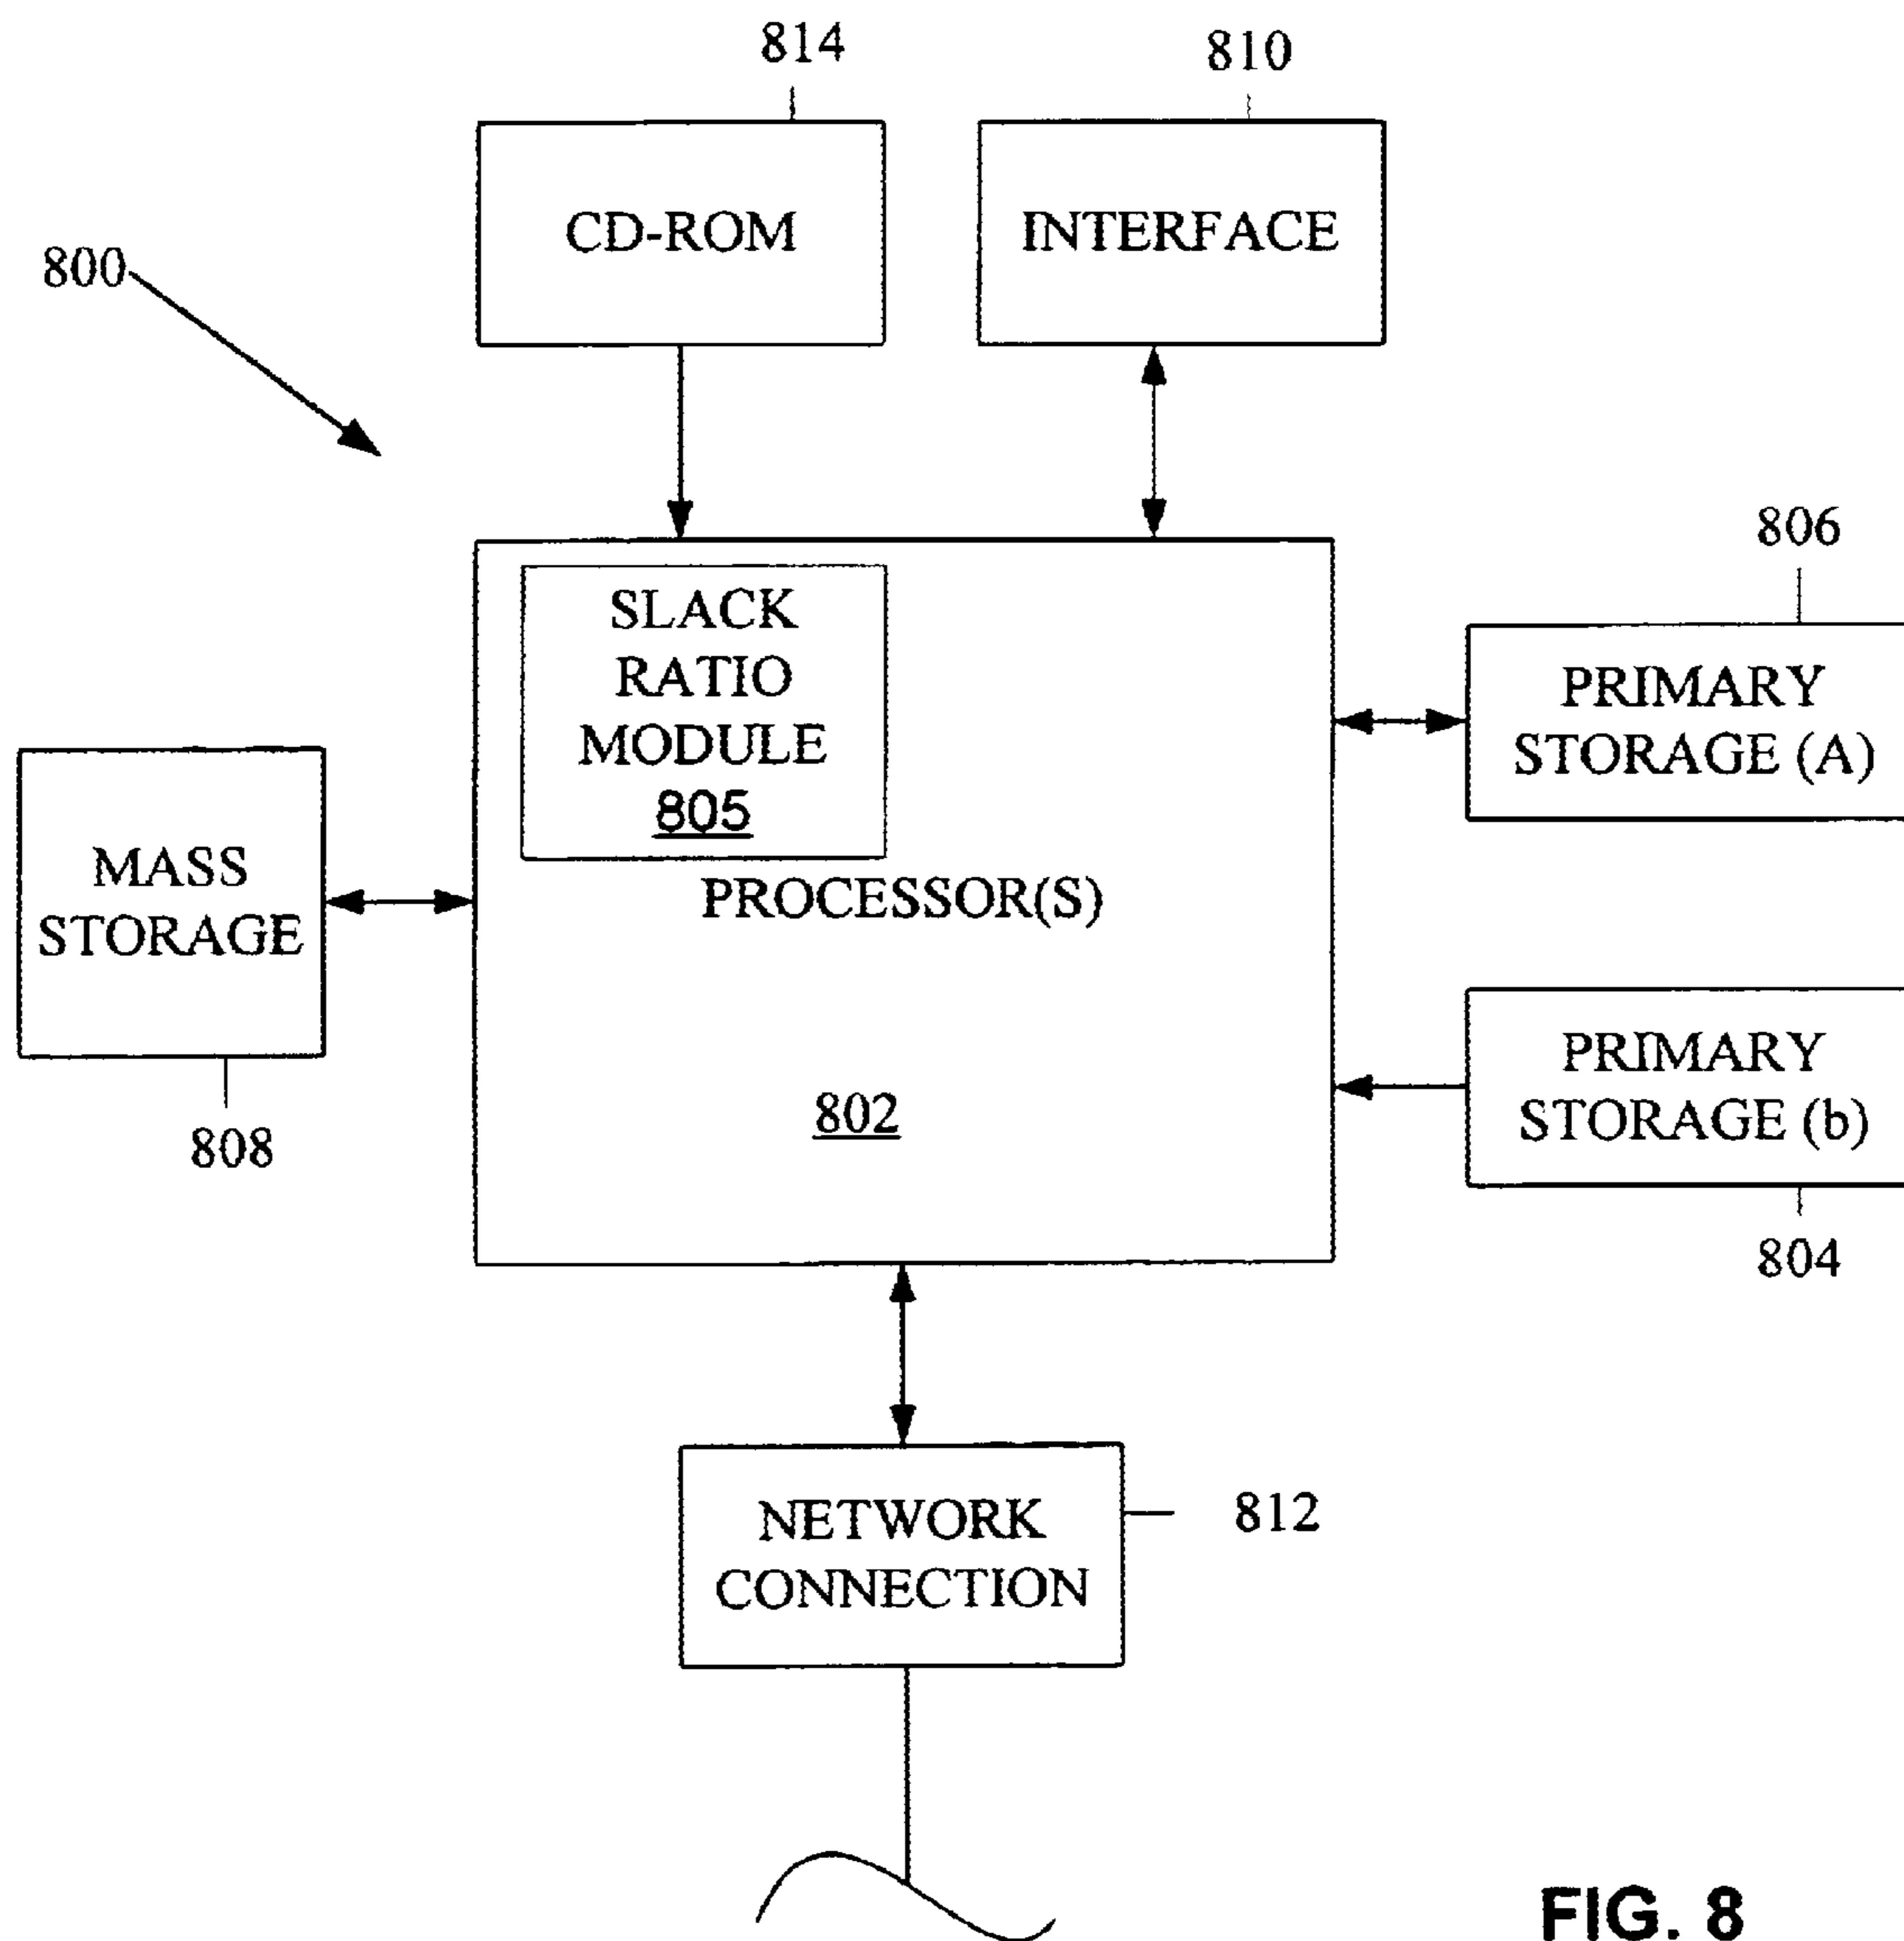 814
810
CD-ROM
INTERFACE
800
806
SLACK
RATIO
MODULE
805
PRIMARY
STORAGE (A)
MASS
STORAGE
PROCESSOR(S)
PRIMARY
STORAGE (b)
802
808
804
NETWORK
CONNECTION
812
FIG. 8